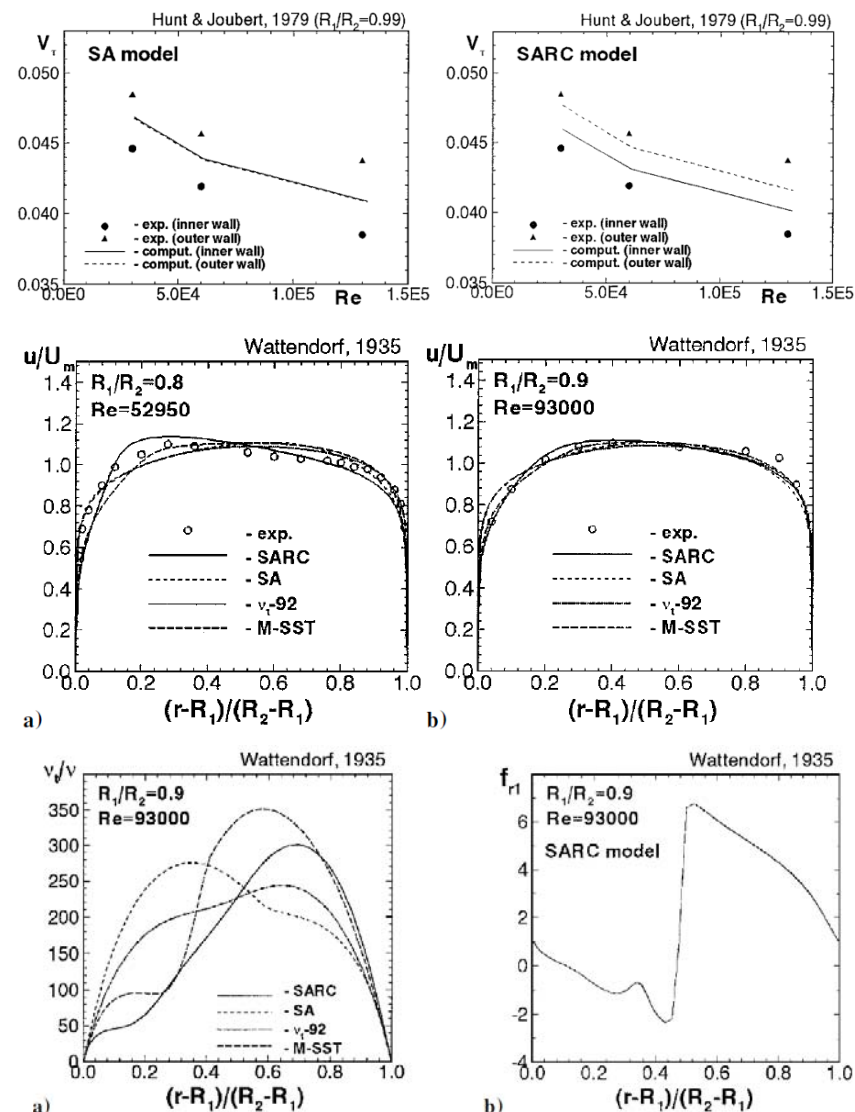 Hunt & Joubert, 1979 (R1/R2=0.99)
Vτ
SA model
0.050
0.045
0.040
0.035
- exp. (inner wall)
- exp. (outer wall)
- comput. (inner wall)
- comput. (outer wall)
0.0E0 5.0E4 Re 1.5E5
Hunt & Joubert, 1979 (R1/R2=0.99)
Vτ
SARC model
0.050
0.045
0.040
0.035
- exp. (inner wall)
- exp. (outer wall)
- comput. (inner wall)
- comput. (outer wall)
0.0E0 5.0E4 1.0E5 Re 1.5E5
Wattendorf, 1935
u/Um
R1/R2=0.8
Re=52950
1.4
1.2
1.0
0.8
0.6
0.4
0.2
0.0
- exp.
- SARC
- SA
- νt-92
- M-SST
0.0 0.2 0.4 0.6 0.8 1.0
a) (r-R1)/(R2-R1)
Wattendorf, 1935
u/Um
R1/R2=0.9
Re=93000
1.4
1.2
1.0
0.8
0.6
0.4
0.2
0.0
- exp.
- SARC
- SA
- νt-92
- M-SST
0.0 0.2 0.4 0.6 0.8 1.0
b) (r-R1)/(R2-R1)
Wattendorf, 1935
νt/ν
R1/R2=0.9
Re=93000
350
300
250
200
150
100
50
0
- SARC
- SA
- νt-92
- M-SST
0.0 0.2 0.4 0.6 0.8 1.0
a) (r-R1)/(R2-R1)
Wattendorf, 1935
fr1
R1/R2=0.9
Re=93000
SARC model
6
4
2
0
-2
-4
0.0 0.2 0.4 0.6 0.8 1.0
b) (r-R1)/(R2-R1)